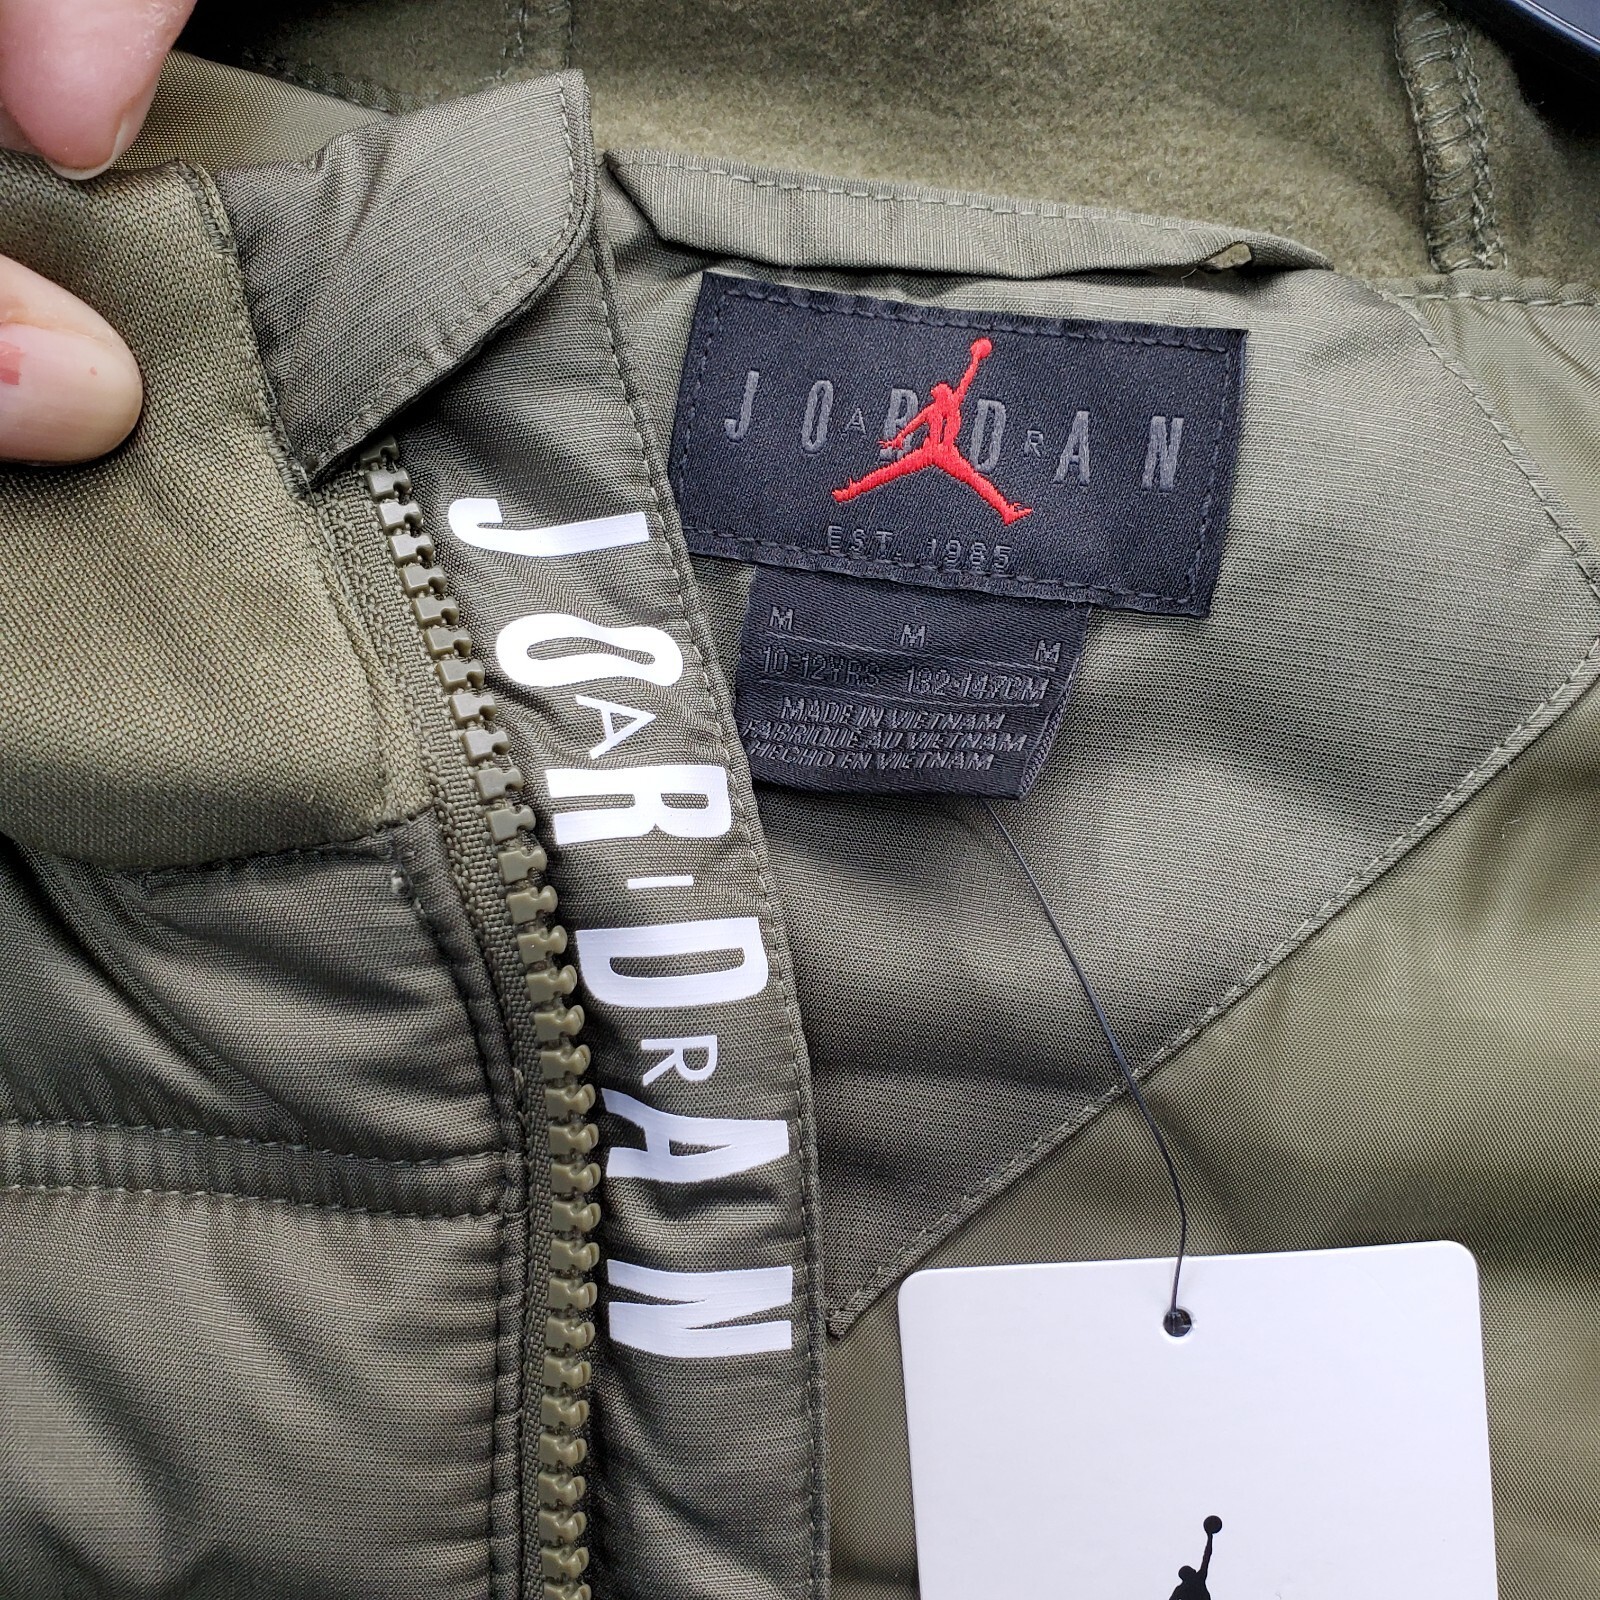 JORDAN
AIR
EST. 1985
M M M
10-12YRS 132-147CM
MADE IN VIETNAM
FABRIQUE AU VIETNAM
HECHO EN VIETNAM
JORDAN
AIR